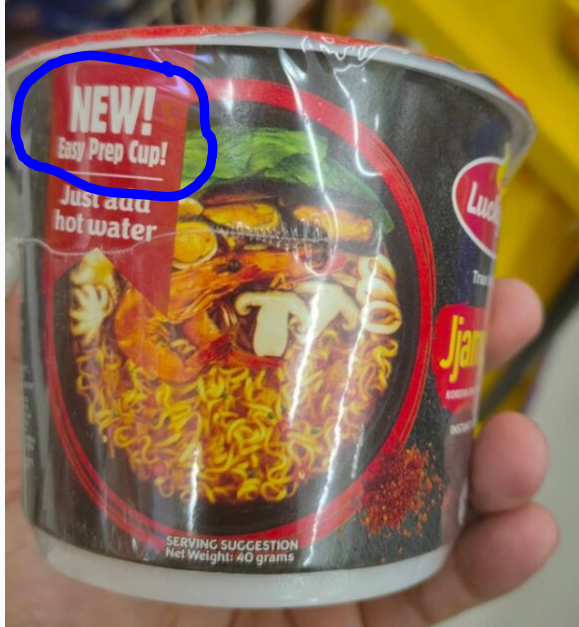 NEW!
Easy Prep Cup!
Just add
hot water
SERVING SUGGESTION
Net Weight: 40 grams